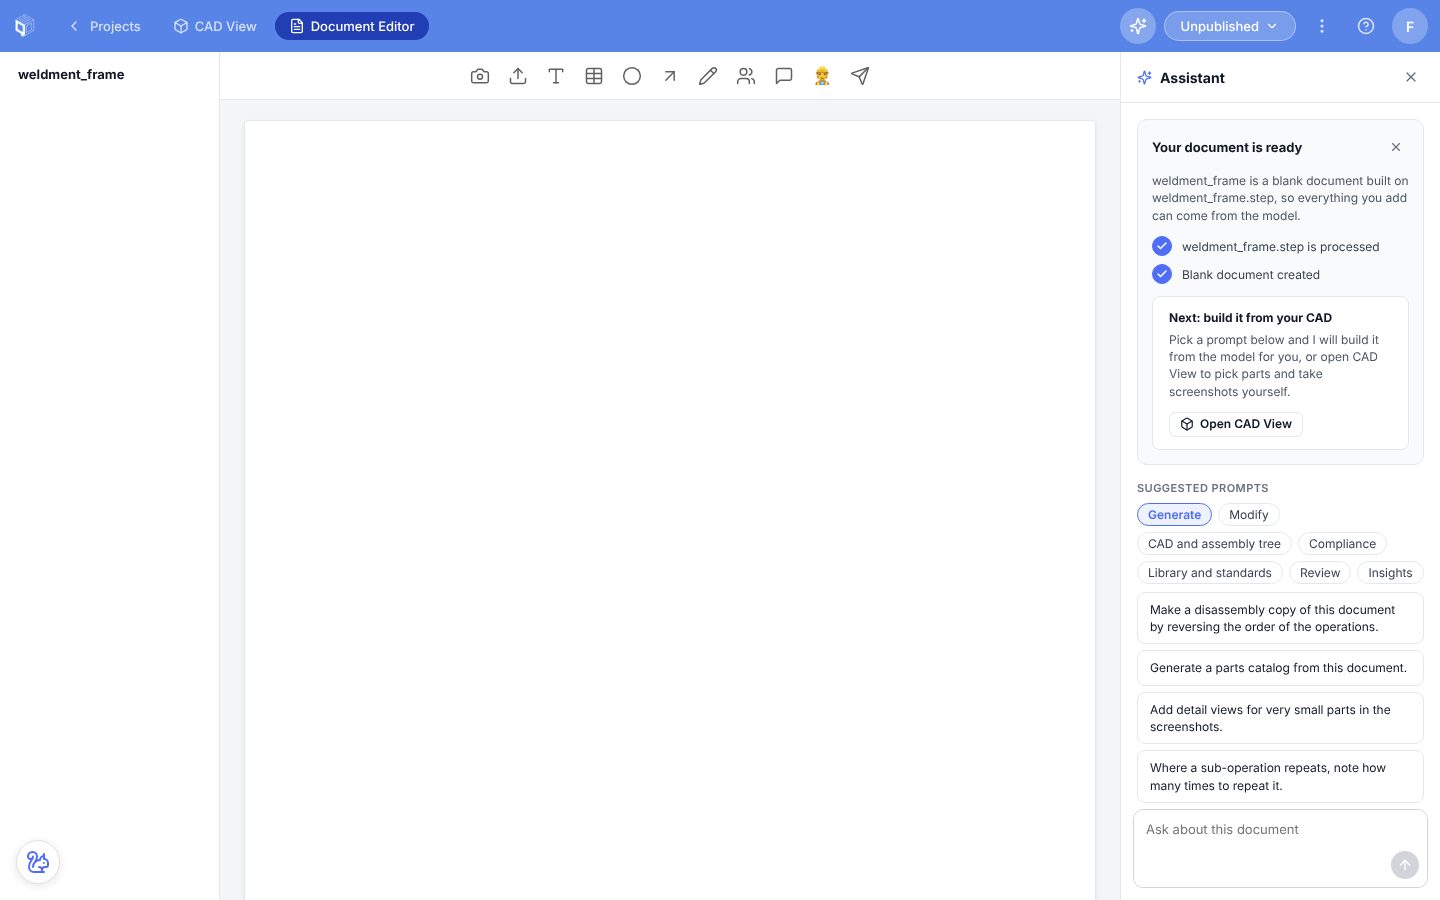 Projects
CAD View
Document Editor
Unpublished
F
weldment_frame
Assistant
Your document is ready
weldment_frame is a blank document built on
weldment_frame.step, so everything you add
can come from the model.
weldment_frame.step is processed
Blank document created
Next: build it from your CAD
Pick a prompt below and I will build it
from the model for you, or open CAD
View to pick parts and take
screenshots yourself.
Open CAD View
SUGGESTED PROMPTS
Generate
Modify
CAD and assembly tree
Compliance
Library and standards
Review
Insights
Make a disassembly copy of this document
by reversing the order of the operations.
Generate a parts catalog from this document.
Add detail views for very small parts in the
screenshots.
Where a sub-operation repeats, note how
many times to repeat it.
Ask about this document